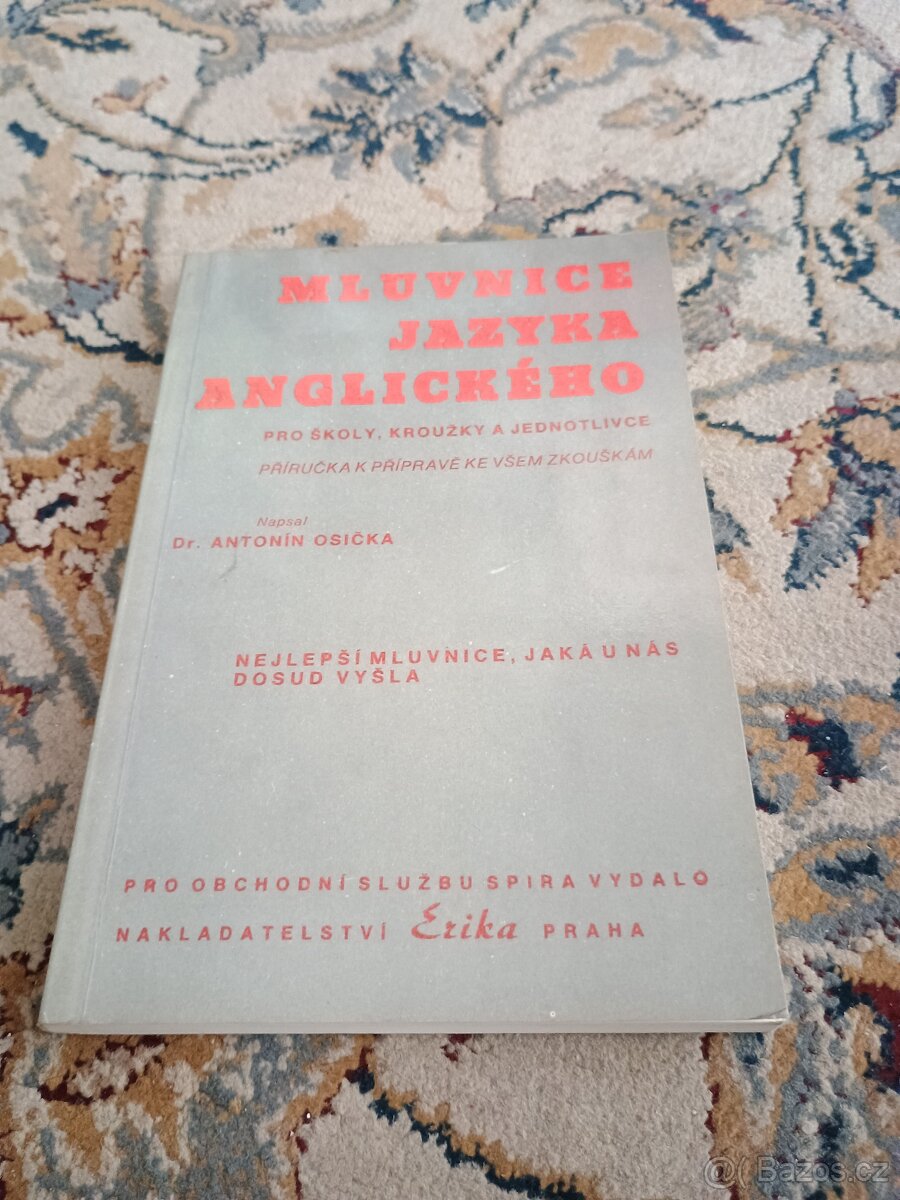 MLUVNICE
JAZYKA
ANGLICKÉHO
PRO ŠKOLY, KROUŽKY A JEDNOTLIVCE
PŘÍRUČKA K PŘÍPRAVĚ KE VŠEM ZKOUŠKÁM
Napsal
Dr. ANTONÍN OSIČKA
NEJLEPŠÍ MLUVNICE, JAKÁ U NÁS
DOSUD VYŠLA
PRO OBCHODNÍ SLUŽBU SPIRA VYDALO
NAKLADATELSTVÍ Erika PRAHA
@( Bazos.cz